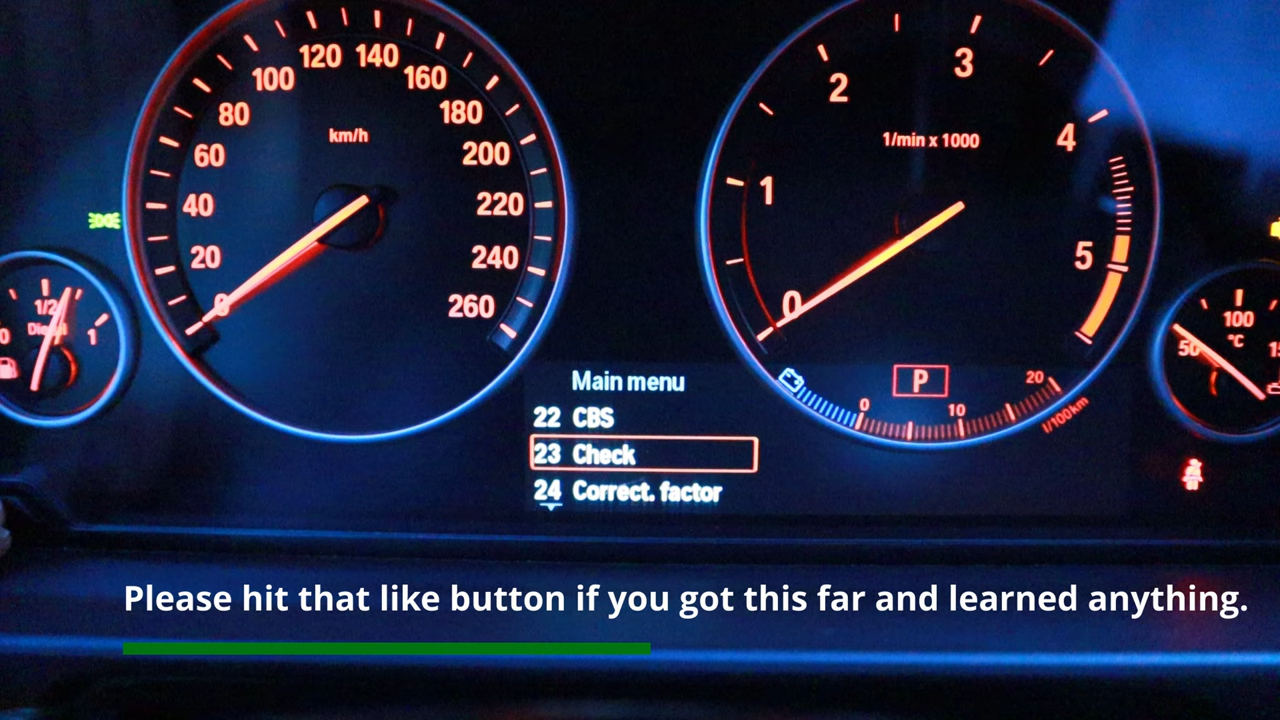 120 140
100 160
80 180
km/h
60 200
40 220
20 240
0 260
3
2
1/min x 1000
4
1
5
0
1/2
0 Diesel 1
100
°C
50
P
20
0 10
l/100km
Main menu
22 CBS
23 Check
24 Correct. factor
Please hit that like button if you got this far and learned anything.